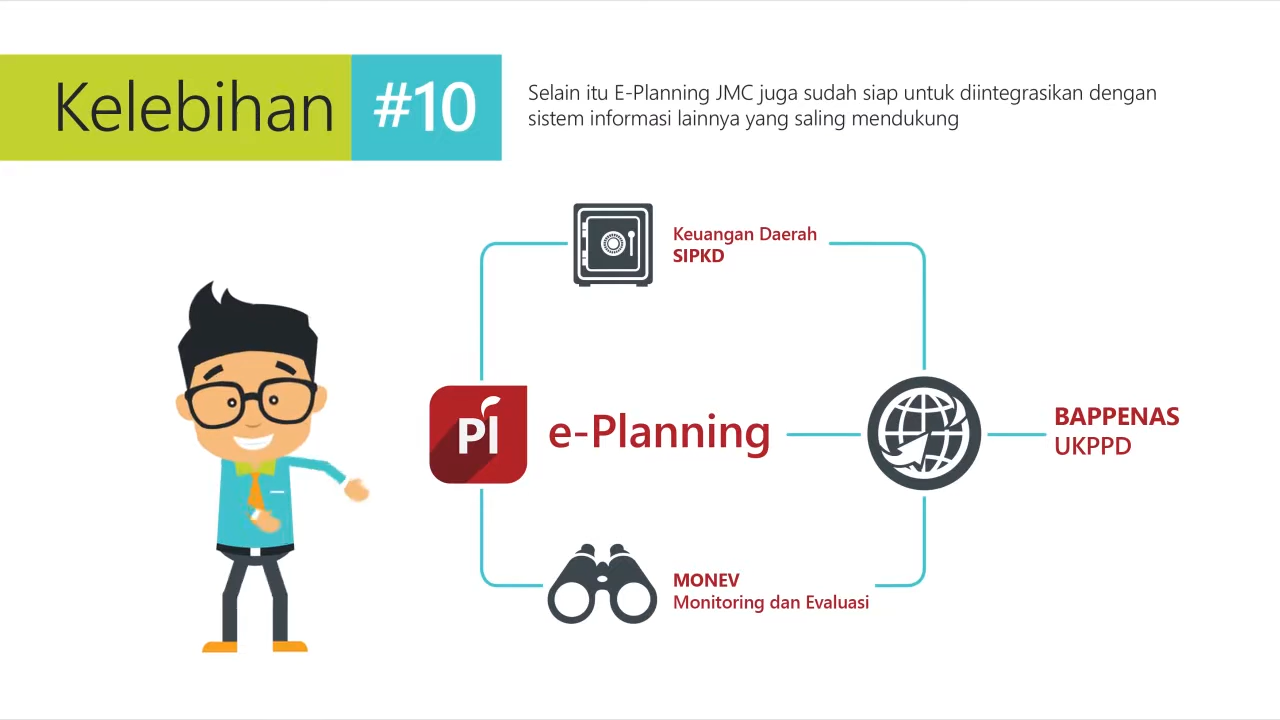 Kelebihan #10
Selain itu E-Planning JMC juga sudah siap untuk diintegrasikan dengan
sistem informasi lainnya yang saling mendukung
Keuangan Daerah
SIPKD
PI
e-Planning
BAPPENAS
UKPPD
MONEV
Monitoring dan Evaluasi